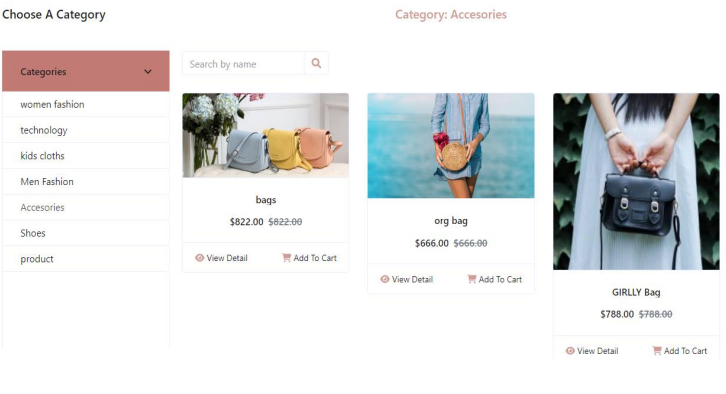 Choose A Category
Category: Accesories
Categories
women fashion
technology
kids cloths
Men Fashion
Accesories
Shoes
product
Search by name
bags
$822.00 $822.00
View Detail Add To Cart
org bag
$666.00 $666.00
View Detail Add To Cart
GIRLLY Bag
$788.00 $788.00
View Detail Add To Cart